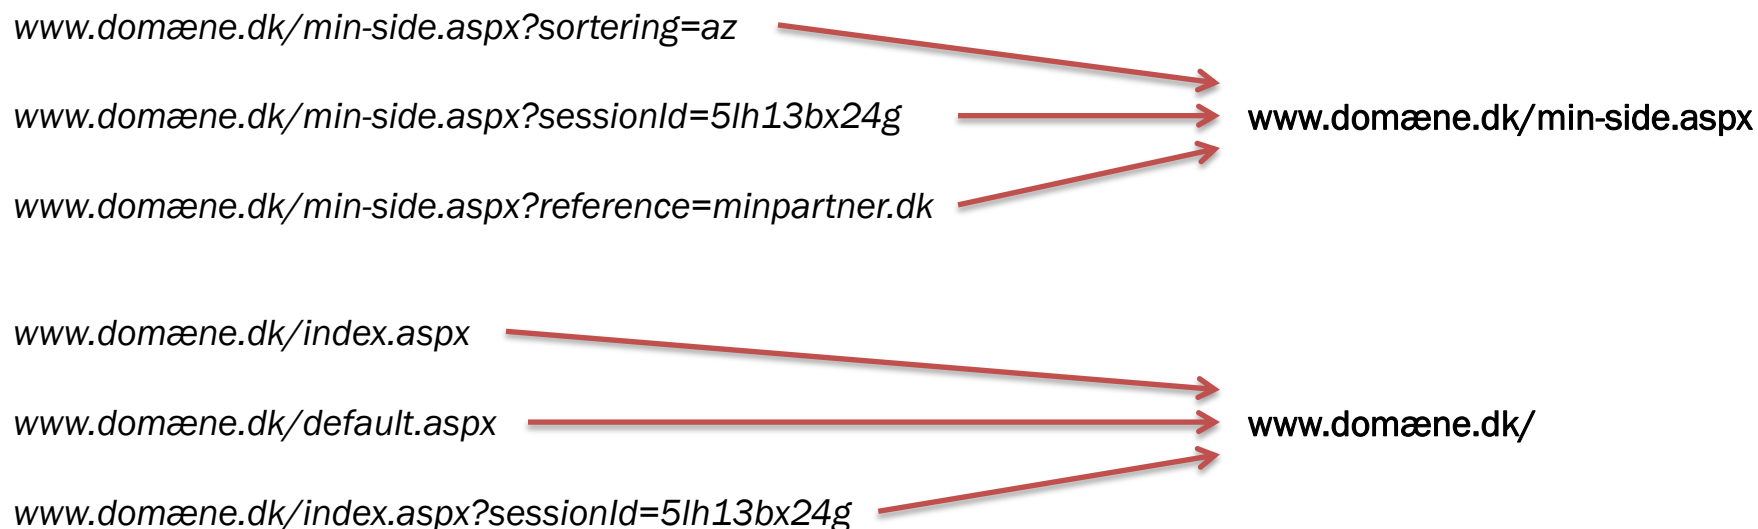 www.domæne.dk/min-side.aspx?sortering=az
www.domæne.dk/min-side.aspx?sessionId=5lh13bx24g
www.domæne.dk/min-side.aspx
www.domæne.dk/min-side.aspx?reference=minpartner.dk
www.domæne.dk/index.aspx
www.domæne.dk/default.aspx
www.domæne.dk/
www.domæne.dk/index.aspx?sessionId=5lh13bx24g